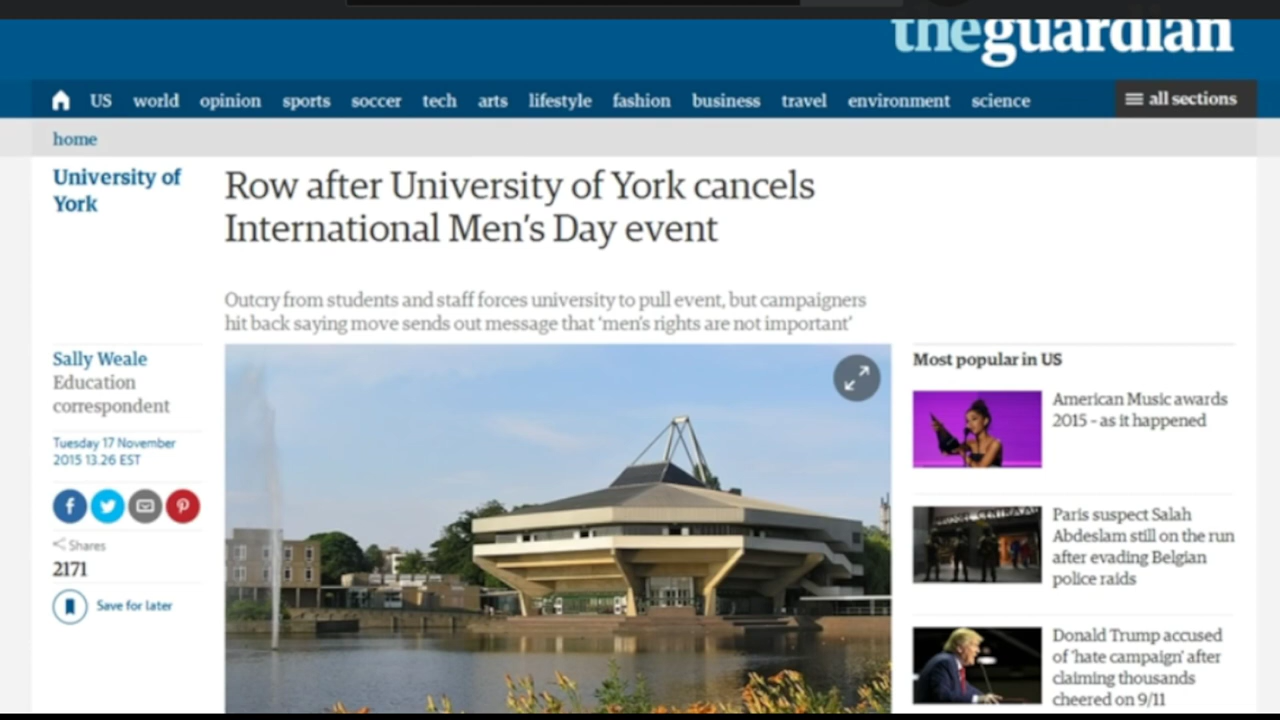 theguardian
US world opinion sports soccer tech arts lifestyle fashion business travel environment science all sections
home
University of
York
Row after University of York cancels
International Men's Day event
Outcry from students and staff forces university to pull event, but campaigners
hit back saying move sends out message that 'men's rights are not important'
Sally Weale
Education
correspondent
Tuesday 17 November
2015 13.26 EST
Shares
2171
Save for later
Most popular in US
American Music awards
2015 - as it happened
Paris suspect Salah
Abdeslam still on the run
after evading Belgian
police raids
Donald Trump accused
of 'hate campaign' after
claiming thousands
cheered on 9/11